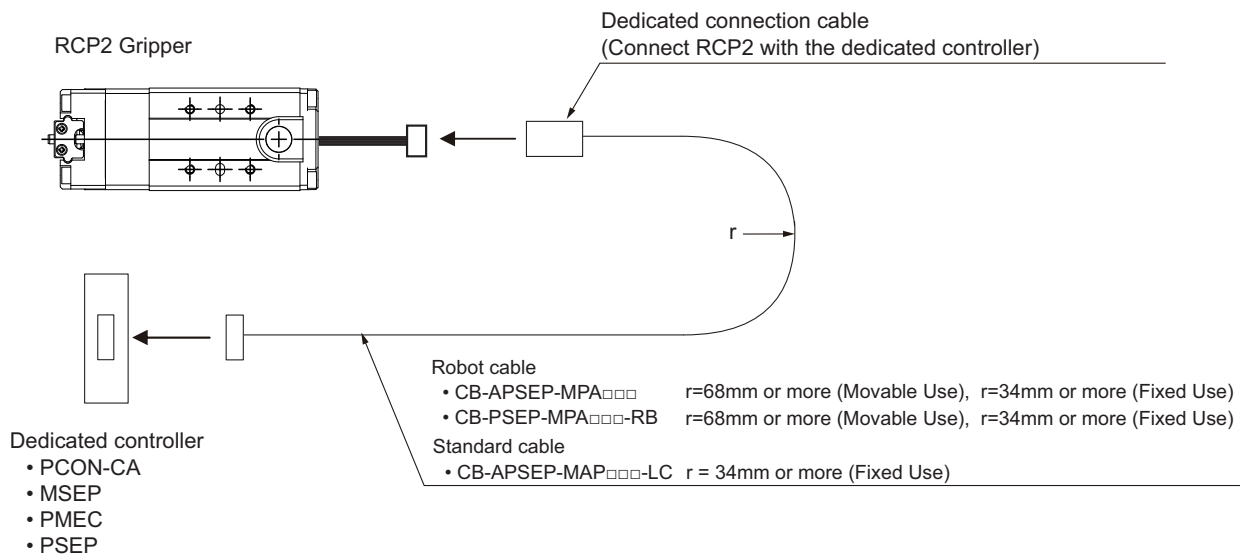 RCP2 Gripper
Dedicated connection cable
(Connect RCP2 with the dedicated controller)
r
Robot cable
• CB-APSEP-MPA□□□ r=68mm or more (Movable Use), r=34mm or more (Fixed Use)
• CB-PSEP-MPA□□□-RB r=68mm or more (Movable Use), r=34mm or more (Fixed Use)
Standard cable
• CB-APSEP-MAP□□□-LC r = 34mm or more (Fixed Use)
Dedicated controller
• PCON-CA
• MSEP
• PMEC
• PSEP